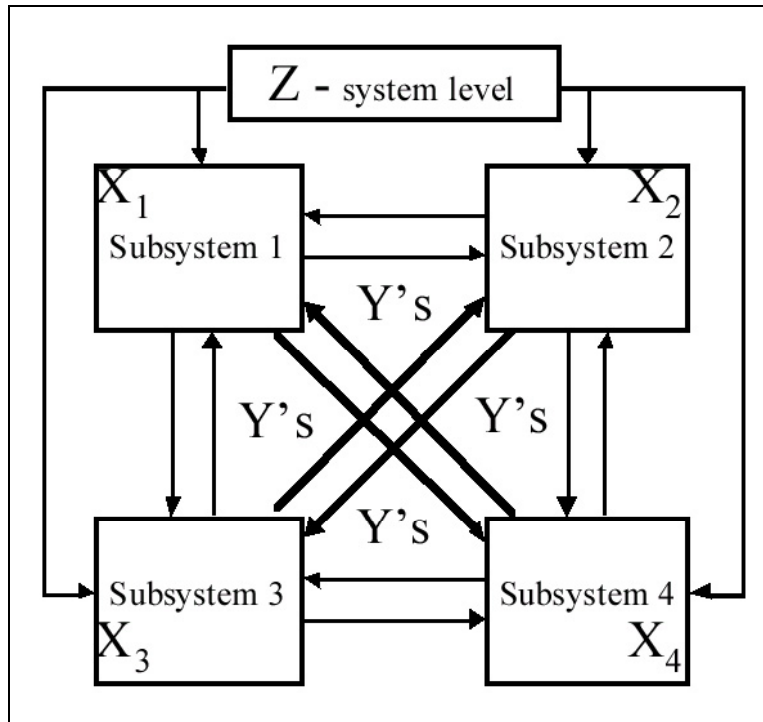 Z - system level
X1
Subsystem 1
X2
Subsystem 2
Y's
Y's
Y's
Y's
Subsystem 3
X3
Subsystem 4
X4